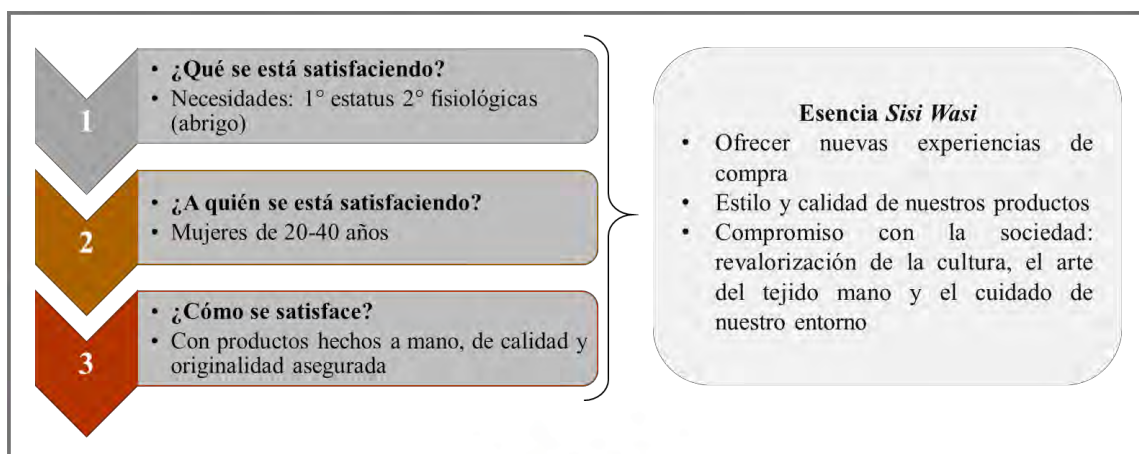 1
• ¿Qué se está satisfaciendo?
• Necesidades: 1° estatus 2° fisiológicas
(abrigo)
2
• ¿A quién se está satisfaciendo?
• Mujeres de 20-40 años
3
• ¿Cómo se satisface?
• Con productos hechos a mano, de calidad y
originalidad asegurada
Esencia Sisi Wasi
• Ofrecer nuevas experiencias de
compra
• Estilo y calidad de nuestros productos
• Compromiso con la sociedad:
revalorización de la cultura, el arte
del tejido mano y el cuidado de
nuestro entorno